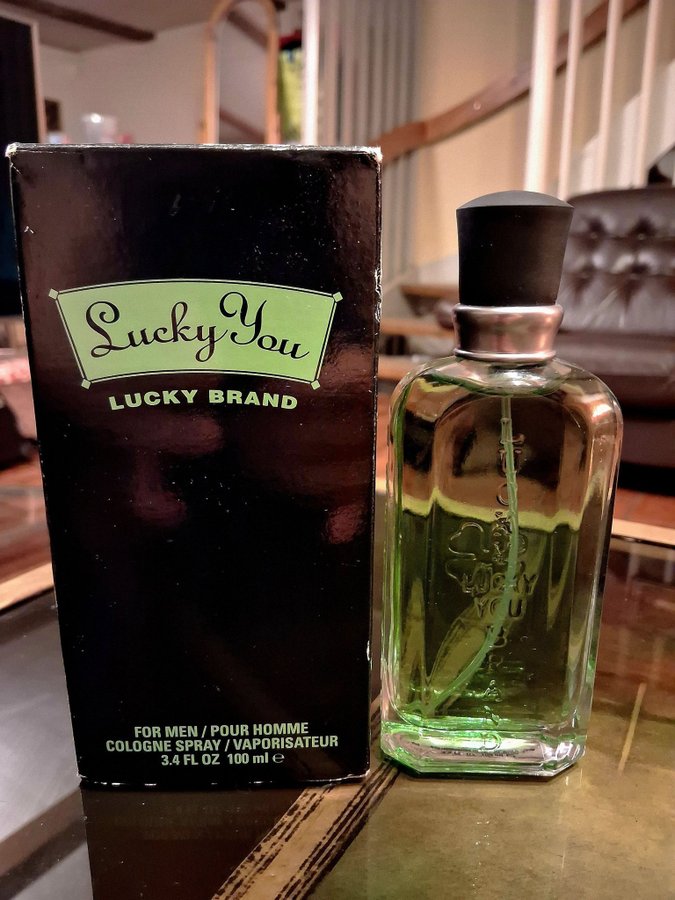 Lucky You
LUCKY BRAND
FOR MEN / POUR HOMME
COLOGNE SPRAY / VAPORISATEUR
3.4 FL OZ 100 ml ℮
LUCKY
YOU